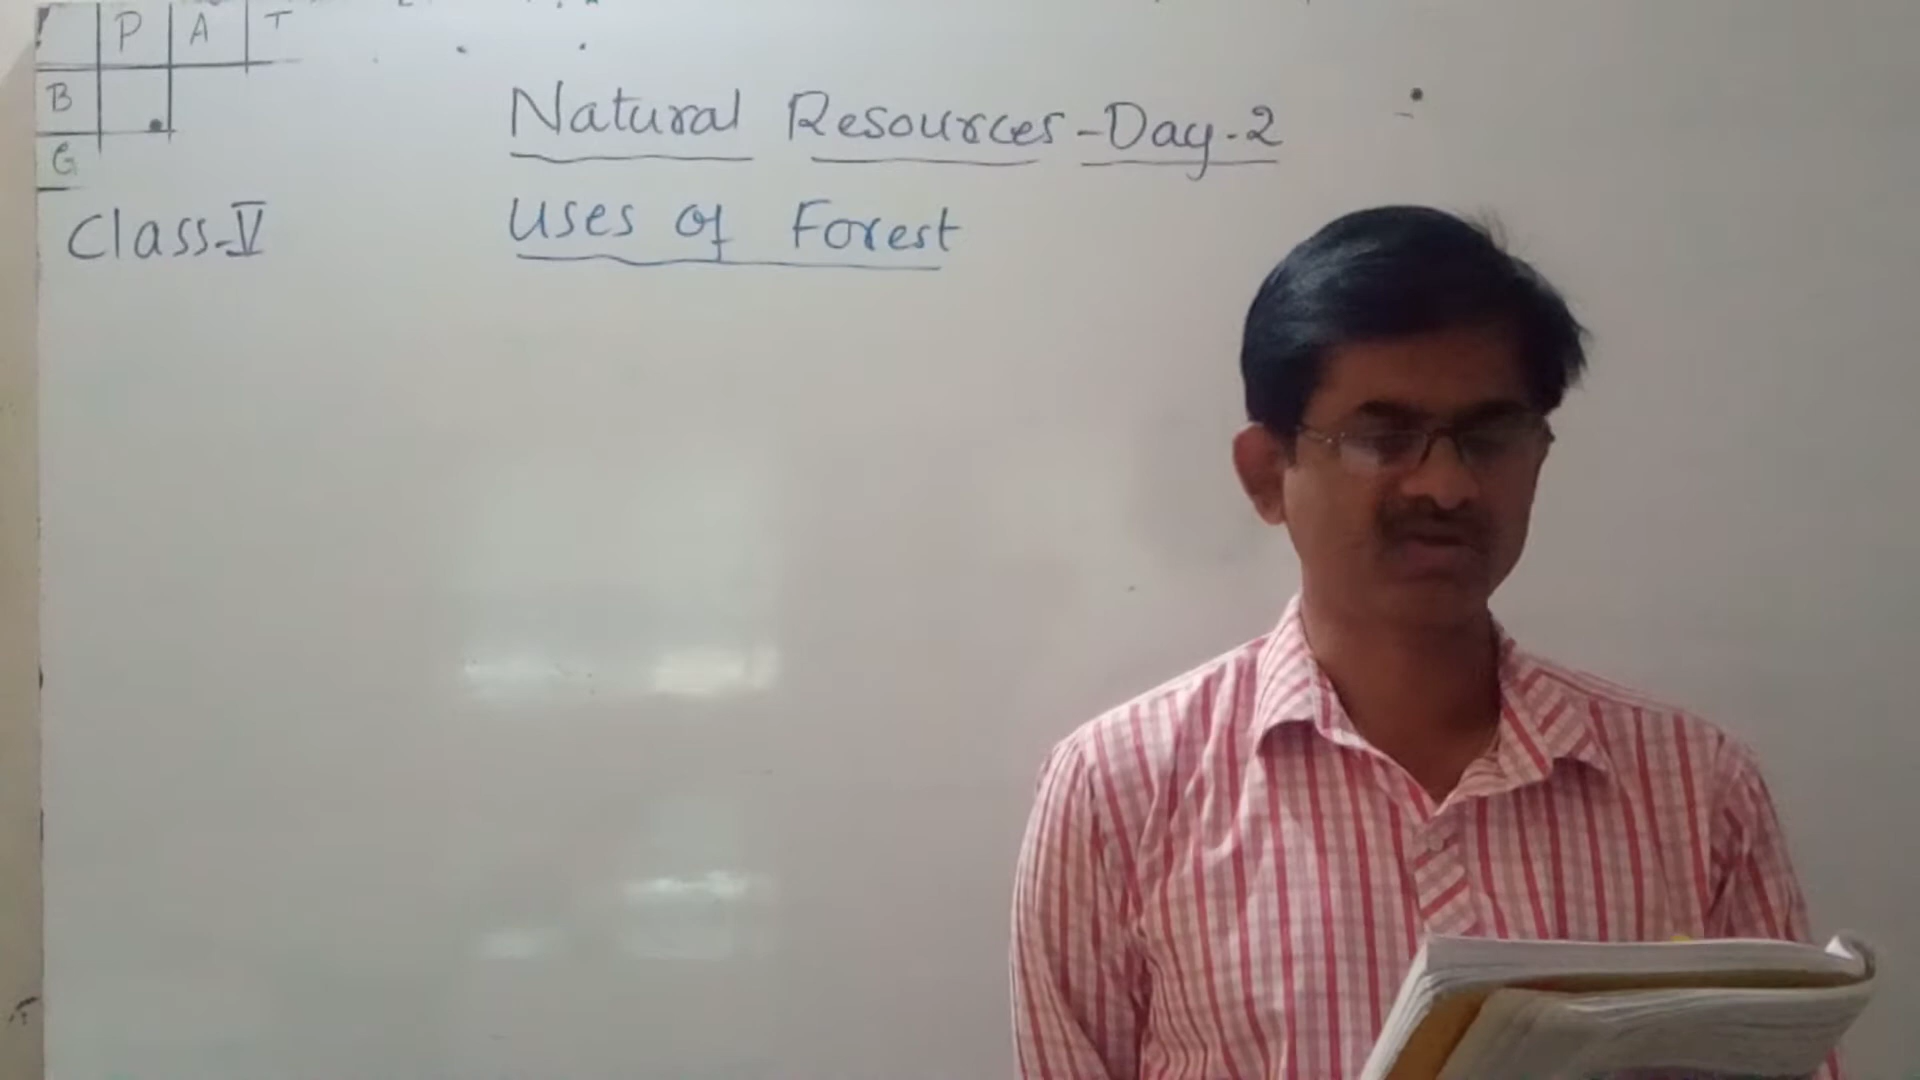 P A T
B
G
Natural Resources-Day-2
Class-V
Uses of Forest